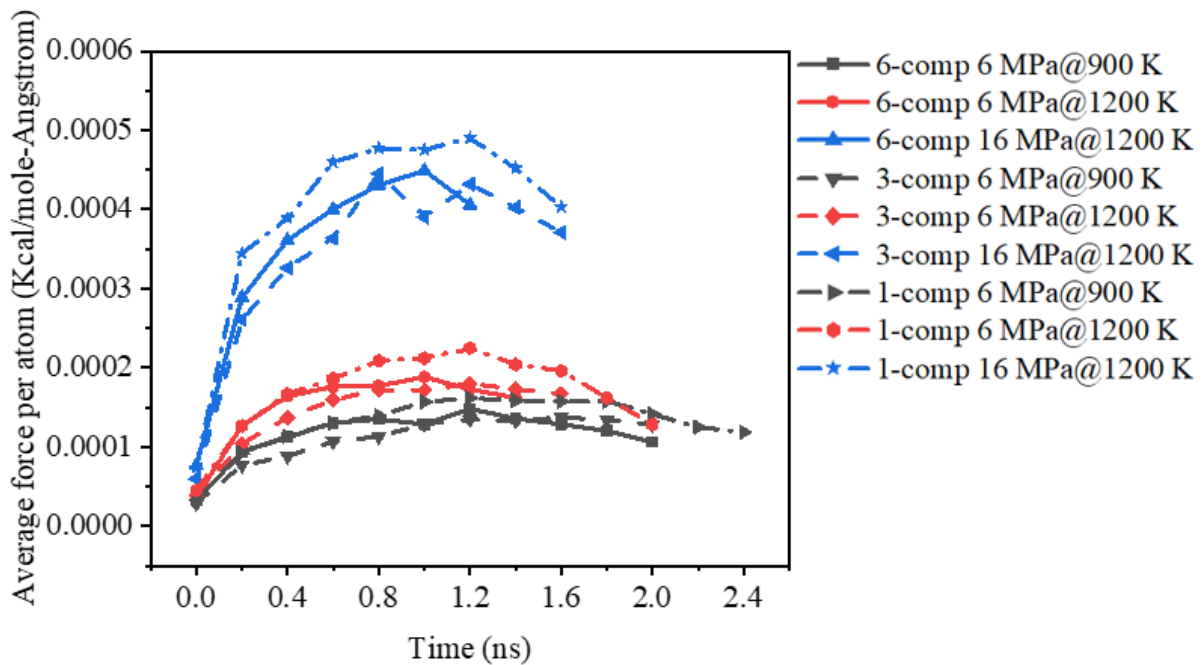 Average force per atom (Kcal/mole-Angstrom)
0.0006
0.0005
0.0004
0.0003
0.0002
0.0001
0.0000
0.0
0.4
0.8
1.2
1.6
2.0
2.4
Time (ns)
6-comp 6 MPa@900 K
6-comp 6 MPa@1200 K
6-comp 16 MPa@1200 K
3-comp 6 MPa@900 K
3-comp 6 MPa@1200 K
3-comp 16 MPa@1200 K
1-comp 6 MPa@900 K
1-comp 6 MPa@1200 K
1-comp 16 MPa@1200 K